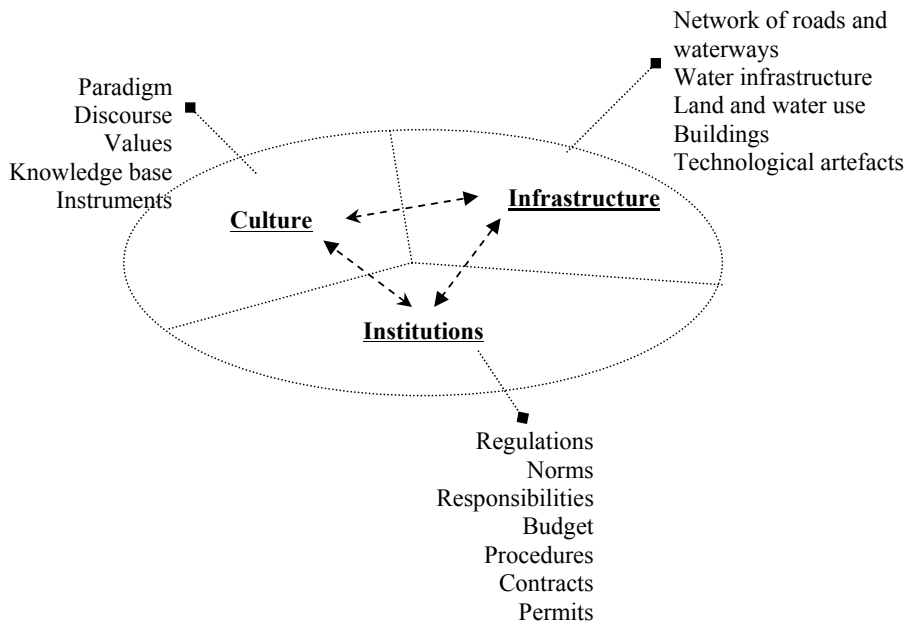 Network of roads and
waterways
Water infrastructure
Land and water use
Buildings
Technological artefacts
Paradigm
Discourse
Values
Knowledge base
Instruments
Culture
Infrastructure
Institutions
Regulations
Norms
Responsibilities
Budget
Procedures
Contracts
Permits